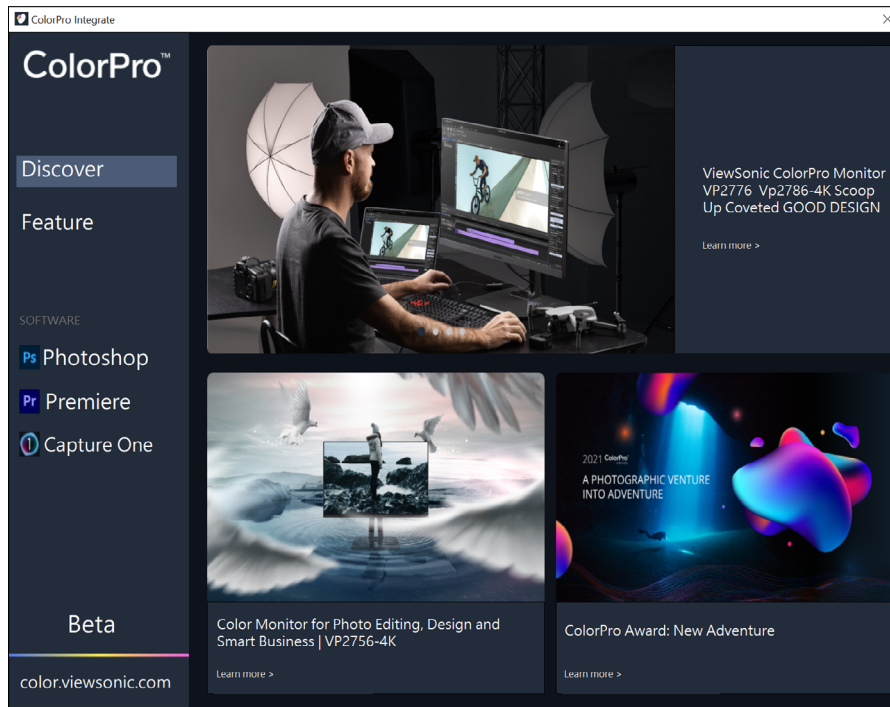 ColorPro Integrate
ColorPro™
Discover
Feature
SOFTWARE
Ps Photoshop
Pr Premiere
1 Capture One
Beta
color.viewsonic.com
ViewSonic ColorPro Monitor
VP2776 Vp2786-4K Scoop
Up Coveted GOOD DESIGN
Learn more >
Color Monitor for Photo Editing, Design and
Smart Business | VP2756-4K
Learn more >
2021 ColorPro
A PHOTOGRAPHIC VENTURE
INTO ADVENTURE
ColorPro Award: New Adventure
Learn more >